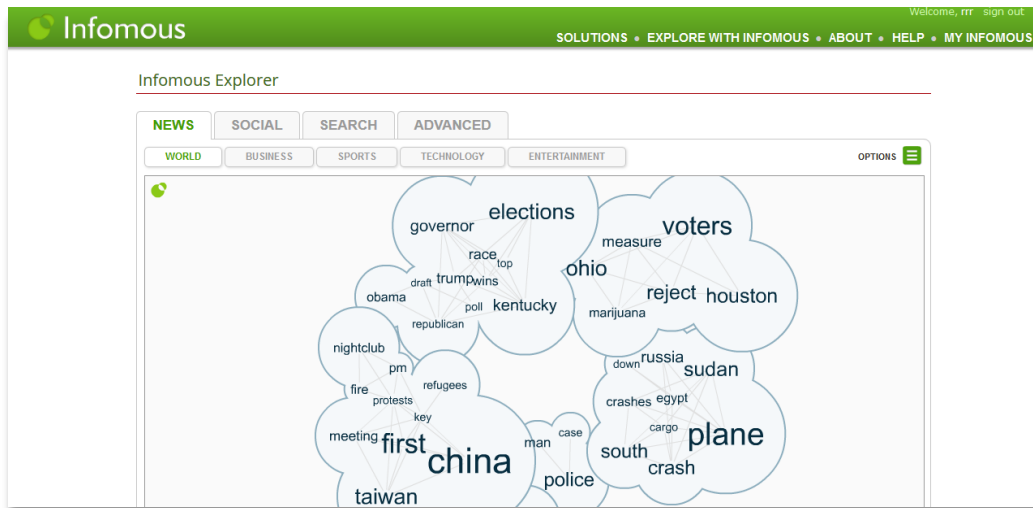 Welcome, rrr sign out
Infomous
SOLUTIONS • EXPLORE WITH INFOMOUS • ABOUT • HELP • MY INFOMOUS
Infomous Explorer
NEWS SOCIAL SEARCH ADVANCED
WORLD BUSINESS SPORTS TECHNOLOGY ENTERTAINMENT OPTIONS
elections
governor
voters
measure
race
top
ohio
draft
trump
wins
obama
reject
houston
poll
kentucky
marijuana
republican
nightclub
russia
down
sudan
pm
fire
refugees
protests
crashes
egypt
key
cargo
meeting
first
man
case
plane
south
china
crash
police
taiwan